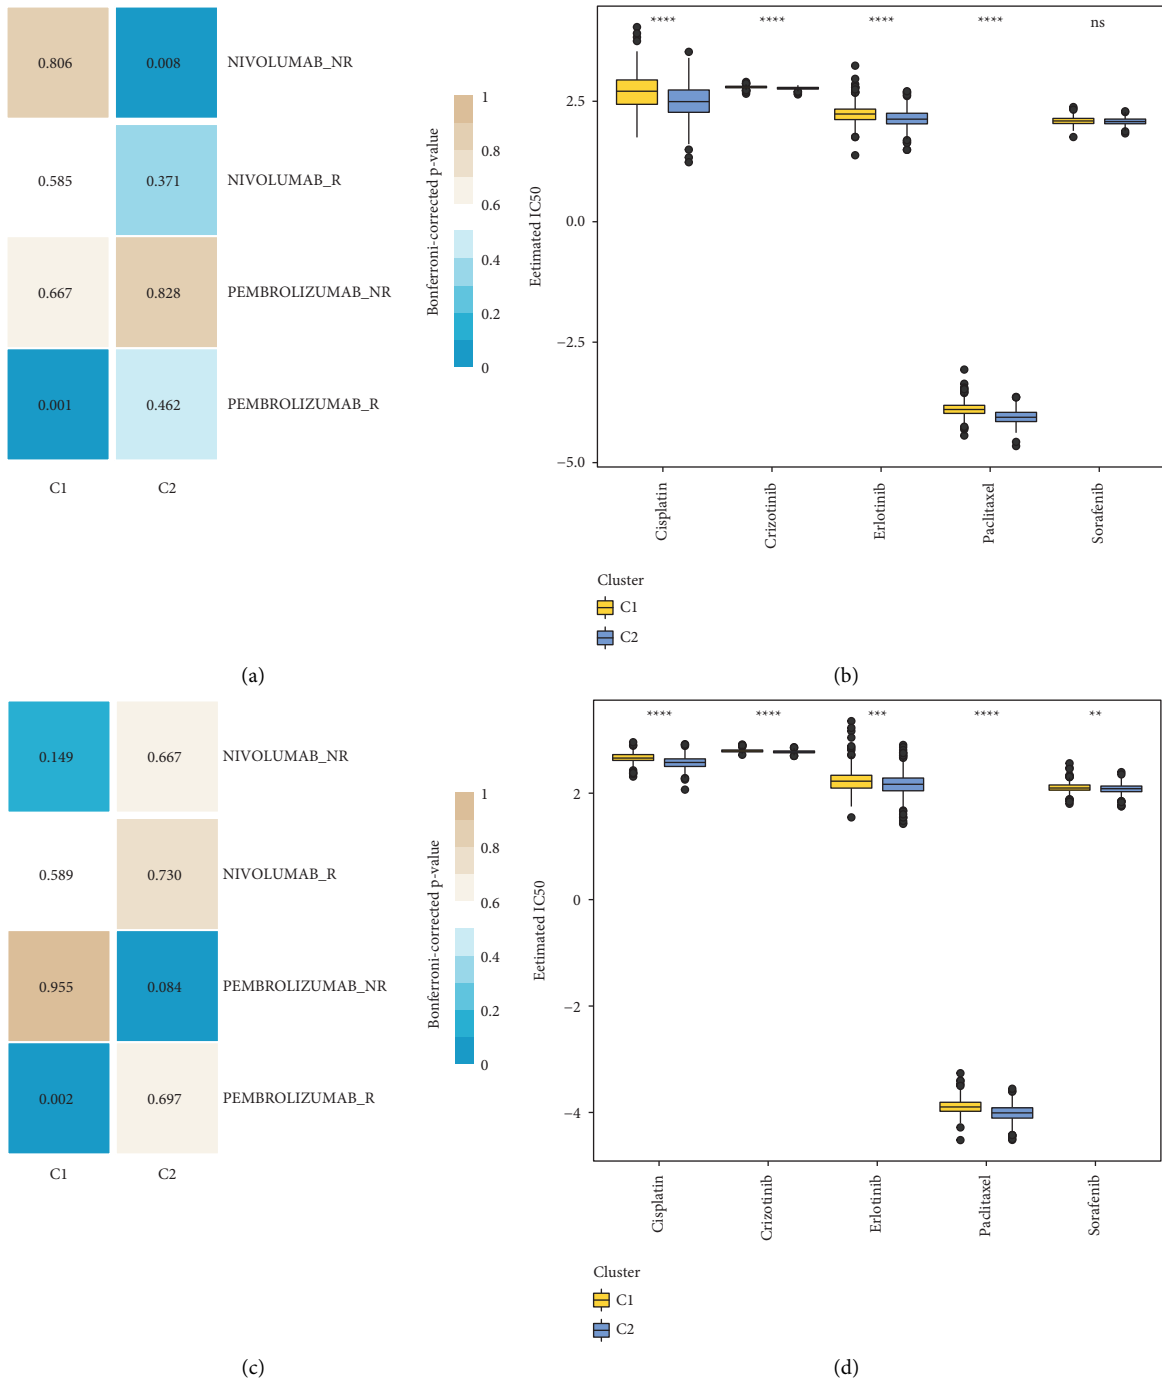 0.806
0.008
NIVOLUMAB_NR
0.585
0.371
NIVOLUMAB_R
0.667
0.828
PEMBROLIZUMAB_NR
0.001
0.462
PEMBROLIZUMAB_R
C1
C2
Bonferroni-corrected p-value
1
0.8
0.6
0.4
0.2
0
(a)
****
****
****
****
ns
Eetimated IC50
2.5
0.0
−2.5
−5.0
Cisplatin
Crizotinib
Erlotinib
Paclitaxel
Sorafenib
Cluster
C1
C2
(b)
0.149
0.667
NIVOLUMAB_NR
0.589
0.730
NIVOLUMAB_R
0.955
0.084
PEMBROLIZUMAB_NR
0.002
0.697
PEMBROLIZUMAB_R
C1
C2
Bonferroni-corrected p-value
1
0.8
0.6
0.4
0.2
0
(c)
****
****
***
****
**
Eetimated IC50
2
0
−2
−4
Cisplatin
Crizotinib
Erlotinib
Paclitaxel
Sorafenib
Cluster
C1
C2
(d)